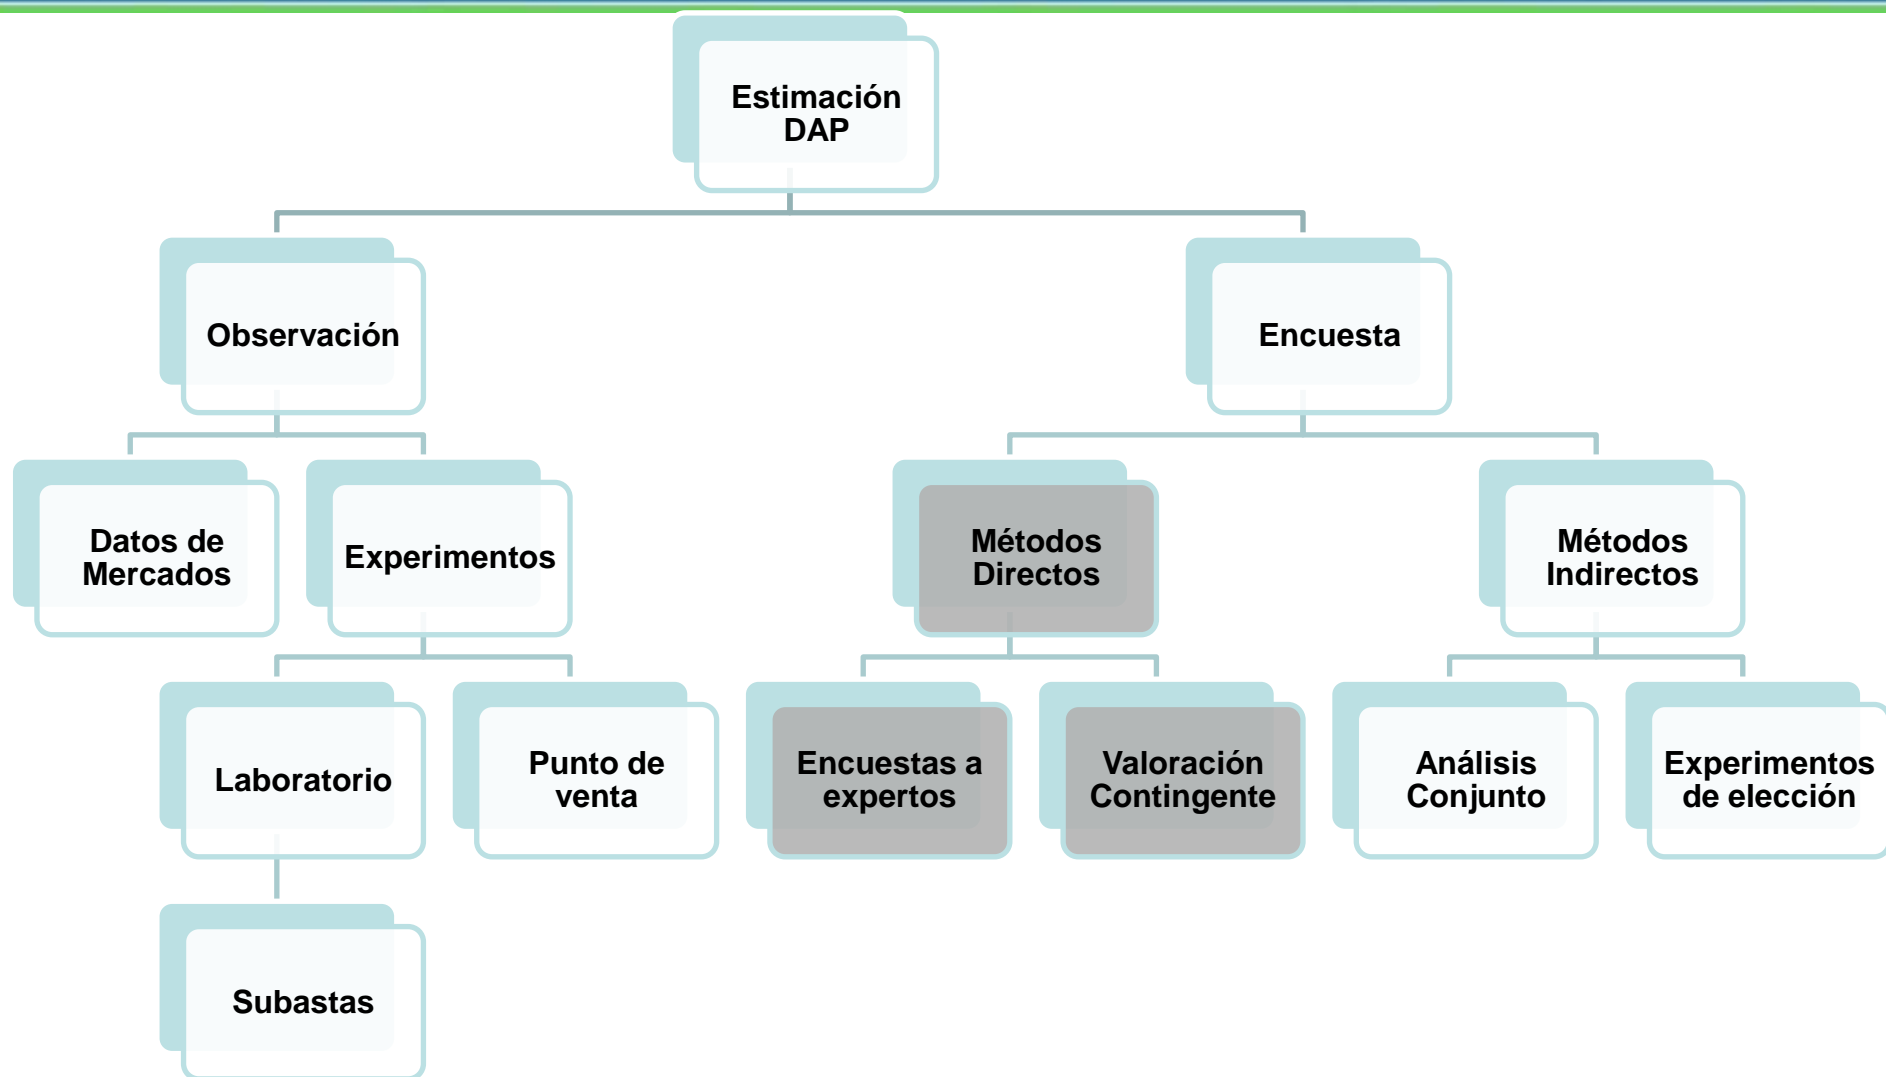 Estimación
DAP
Observación
Encuesta
Datos de
Mercados
Experimentos
Métodos
Directos
Métodos
Indirectos
Laboratorio
Punto de
venta
Encuestas a
expertos
Valoración
Contingente
Análisis
Conjunto
Experimentos
de elección
Subastas